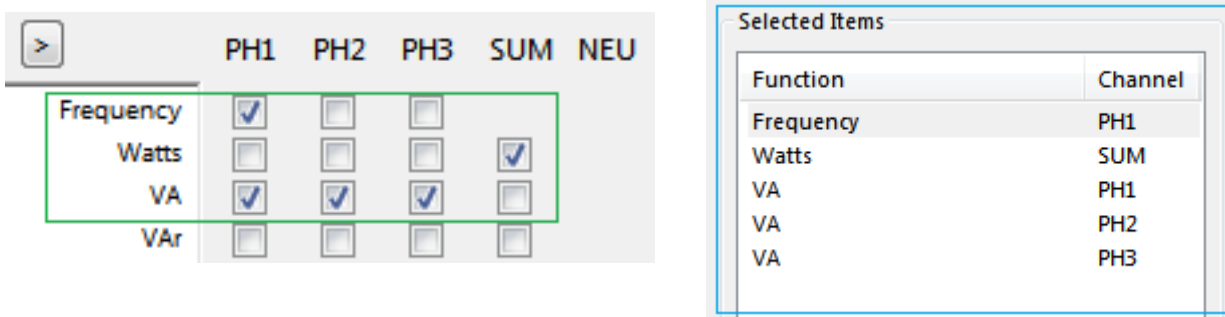 > PH1 PH2 PH3 SUM NEU
Frequency
Watts
VA
VAr
Selected Items
Function Channel
Frequency PH1
Watts SUM
VA PH1
VA PH2
VA PH3